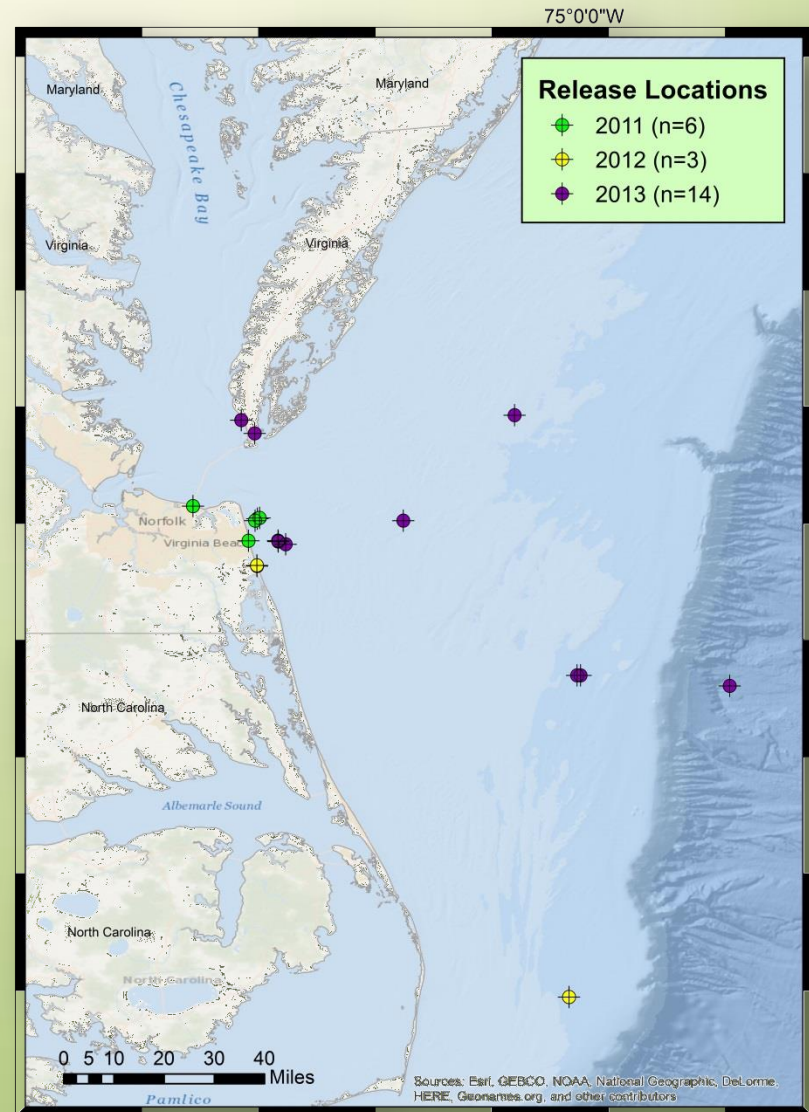 75°0'0"W
Maryland
Maryland
Chesapeake Bay
Release Locations
2011 (n=6)
2012 (n=3)
2013 (n=14)
Virginia
Virginia
Norfolk
Virginia Bea
North Carolina
Albemarle Sound
North Carolina
North Carolina
0 5 10 20 30 40
Miles
Sources: Esri, GEBCO, NOAA, National Geographic, DeLorme,
HERE, Geonames.org, and other contributors
Pamlico